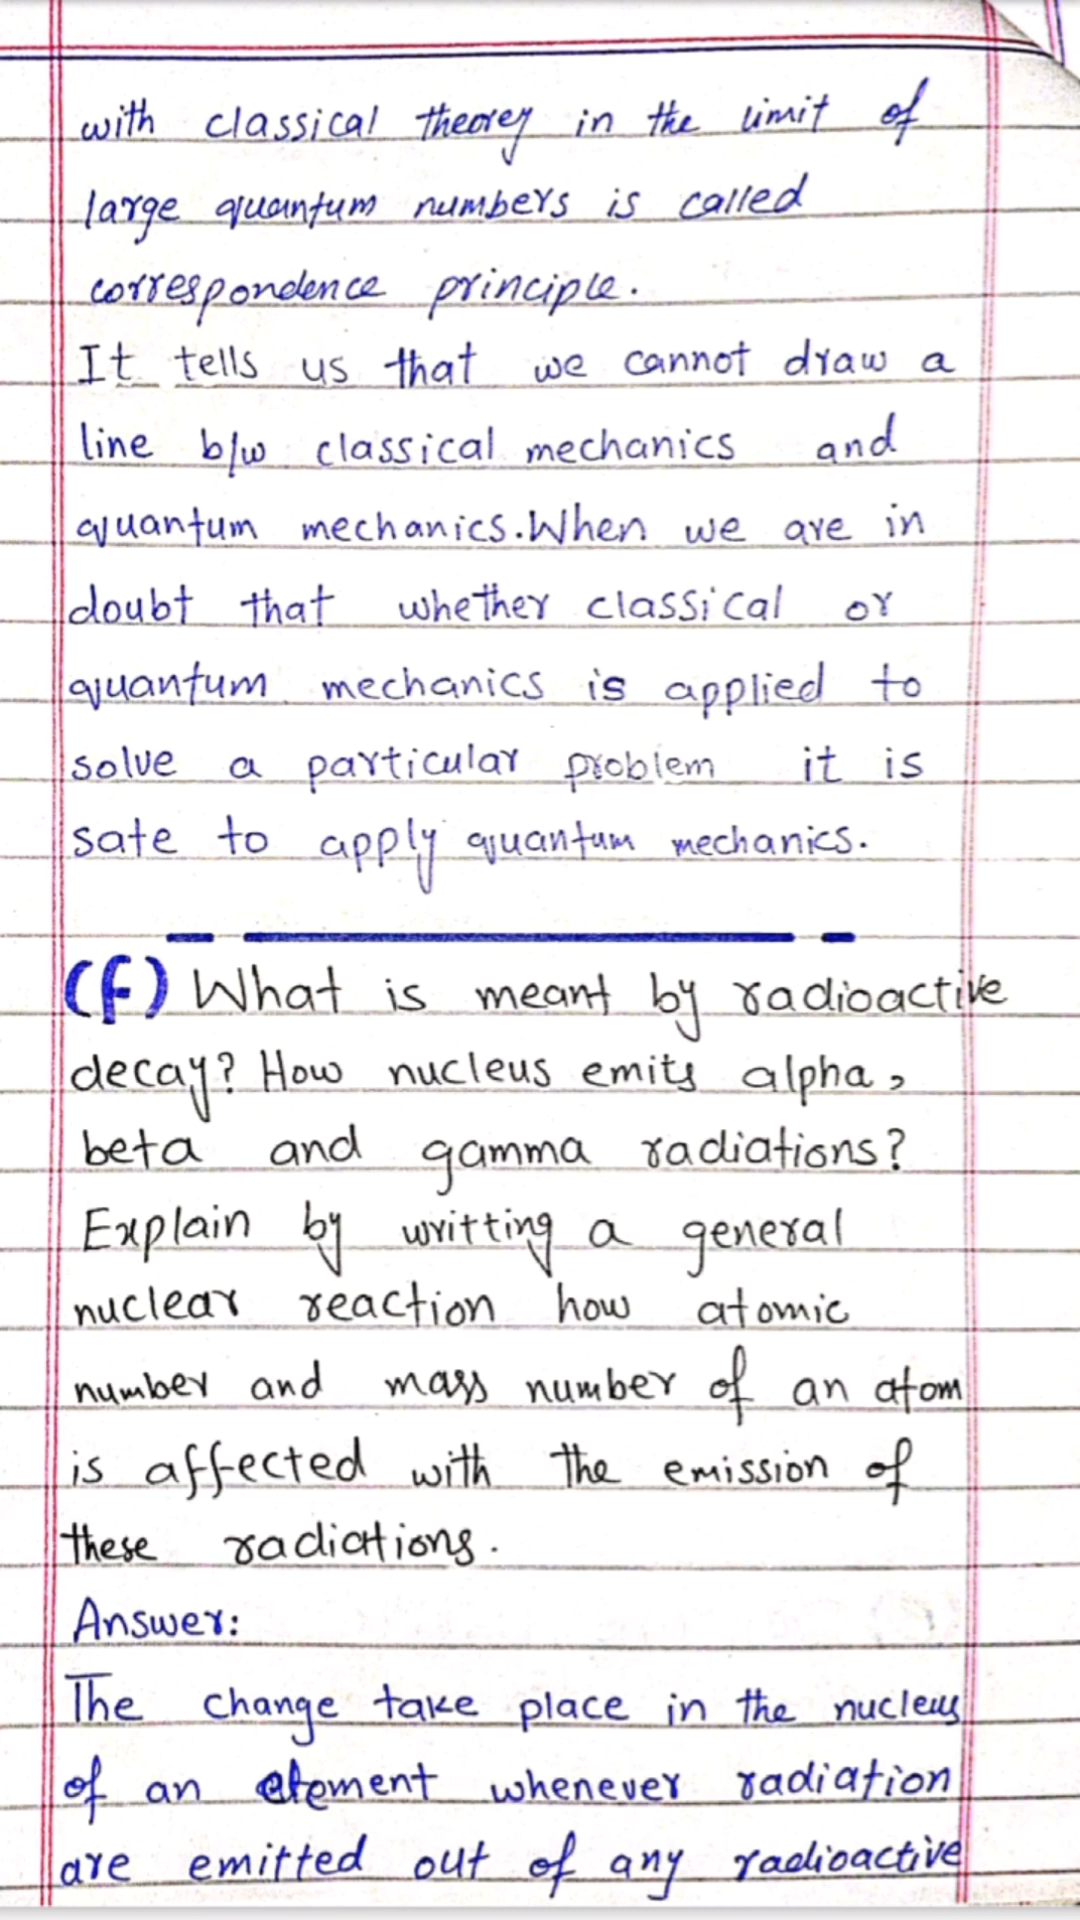 with classical theorey in the limit of
large quantum numbers is called
correspondence principle.
It tells us that we cannot draw a
line b/w classical mechanics and
quantum mechanics. When we are in
doubt that whether classical or
quantum mechanics is applied to
solve a particular problem it is
sate to apply quantum mechanics.
(f) What is meant by radioactive
decay? How nucleus emits alpha,
beta and gamma radiations?
Explain by writting a general
nuclear reaction how atomic
number and mass number of an atom
is affected with the emission of
these radiations.
Answer:
The change take place in the nucleus
of an element whenever radiation
are emitted out of any radioactive